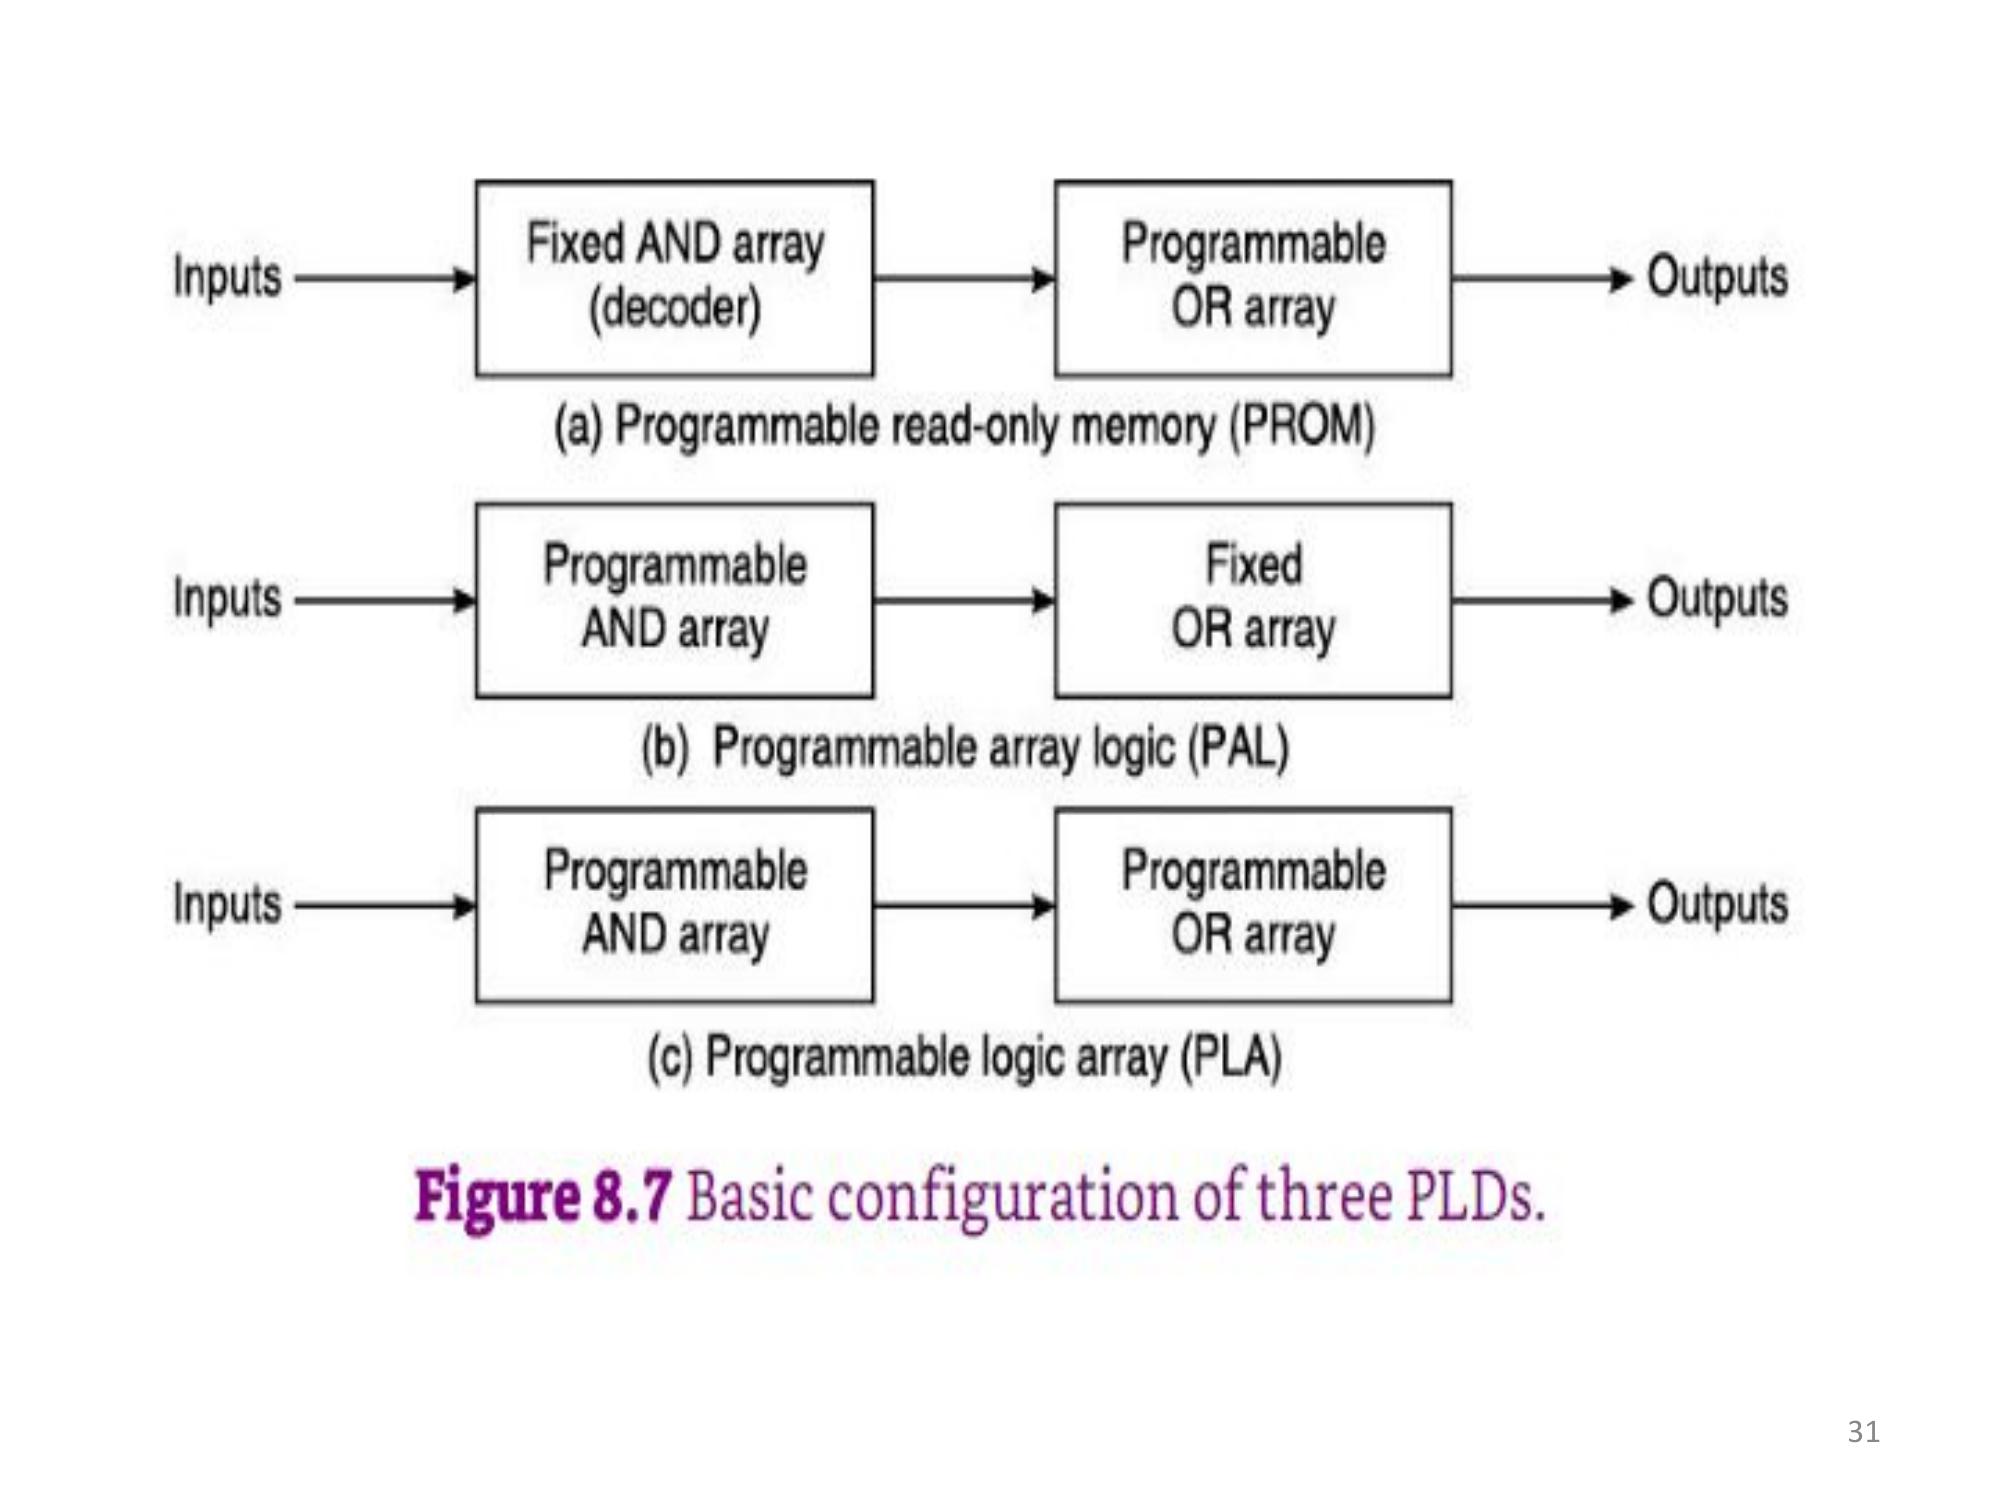 Inputs
Fixed AND array
(decoder)
Programmable
OR array
Outputs
(a) Programmable read-only memory (PROM)
Inputs
Programmable
AND array
Fixed
OR array
Outputs
(b) Programmable array logic (PAL)
Inputs
Programmable
AND array
Programmable
OR array
Outputs
(c) Programmable logic array (PLA)
Figure 8.7 Basic configuration of three PLDs.
31